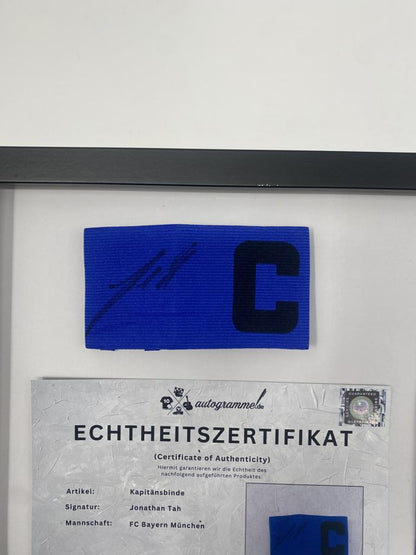 C
autogramme.de
ECHTHEITSZERTIFIKAT
(Certificate of Authenticity)
Hiermit garantieren wir die Echtheit des
nachfolgend aufgeführten Produktes:
Artikel: Kapitänsbinde
Signatur: Jonathan Tah
Mannschaft: FC Bayern München